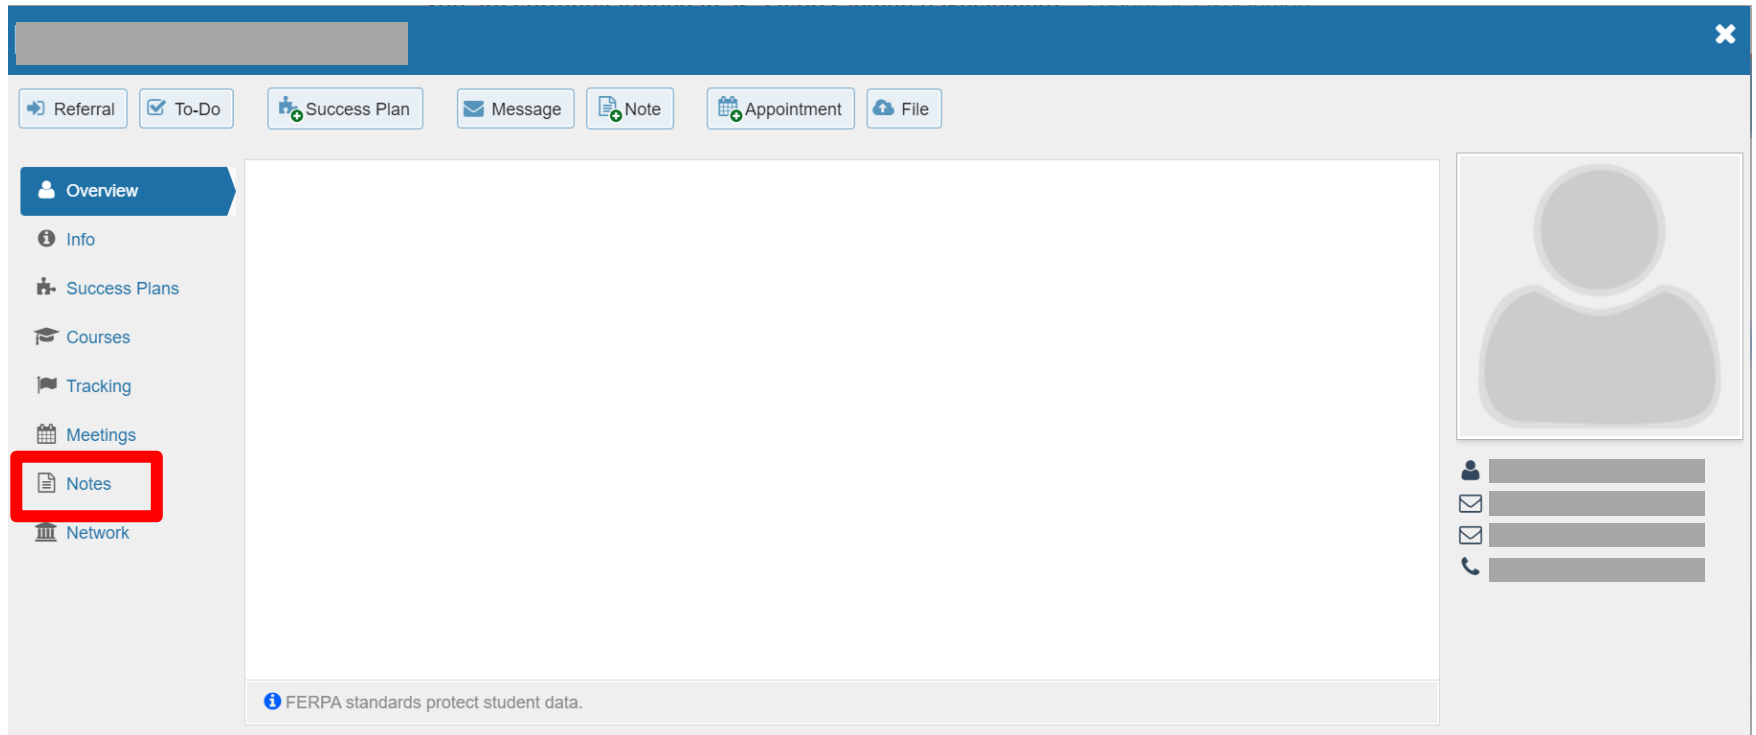 Referral To-Do Success Plan Message Note Appointment File
Overview
Info
Success Plans
Courses
Tracking
Meetings
Notes
Network
FERPA standards protect student data.